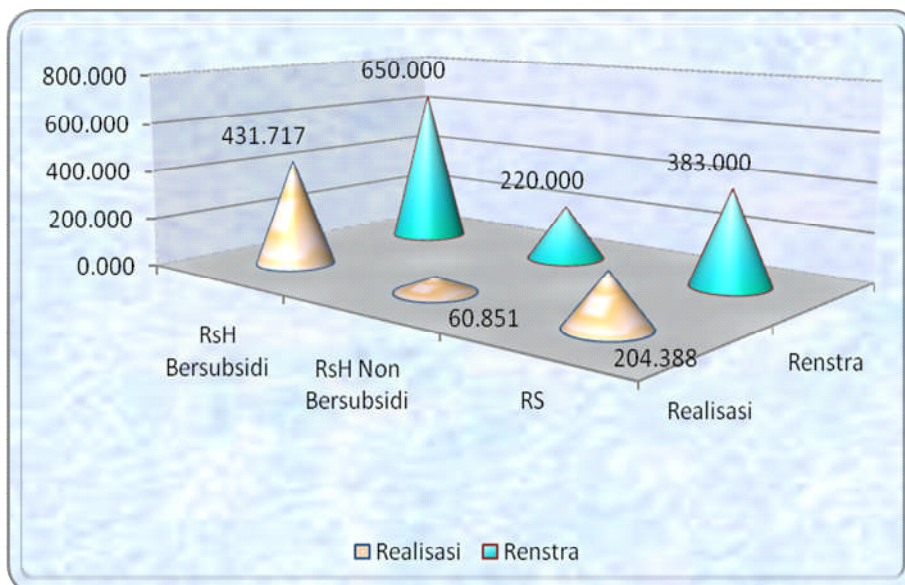 800.000
600.000
400.000
200.000
0.000
650.000
431.717
383.000
220.000
60.851
204.388
RsH
Bersubsidi
RsH Non
Bersubsidi
RS
Realisasi
Renstra
Realisasi
Renstra